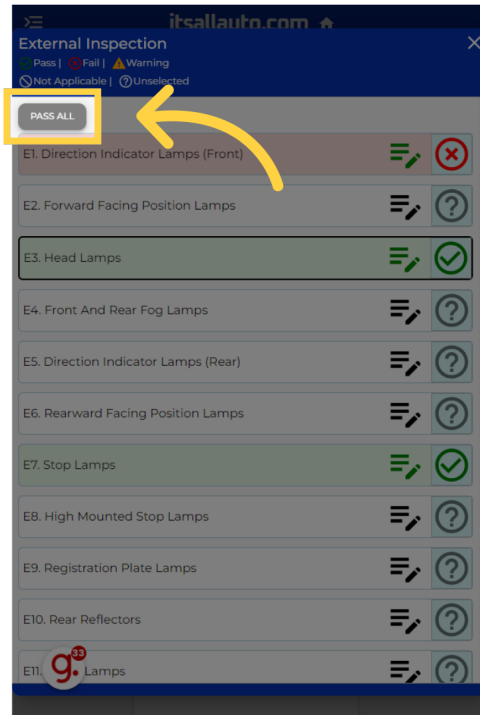 itsallauto.com
External Inspection
Pass | Fail | Warning
Not Applicable | Unselected
PASS ALL
E1. Direction Indicator Lamps (Front)
E2. Forward Facing Position Lamps
E3. Head Lamps
E4. Front And Rear Fog Lamps
E5. Direction Indicator Lamps (Rear)
E6. Rearward Facing Position Lamps
E7. Stop Lamps
E8. High Mounted Stop Lamps
E9. Registration Plate Lamps
E10. Rear Reflectors
33
g.
E11. Lamps